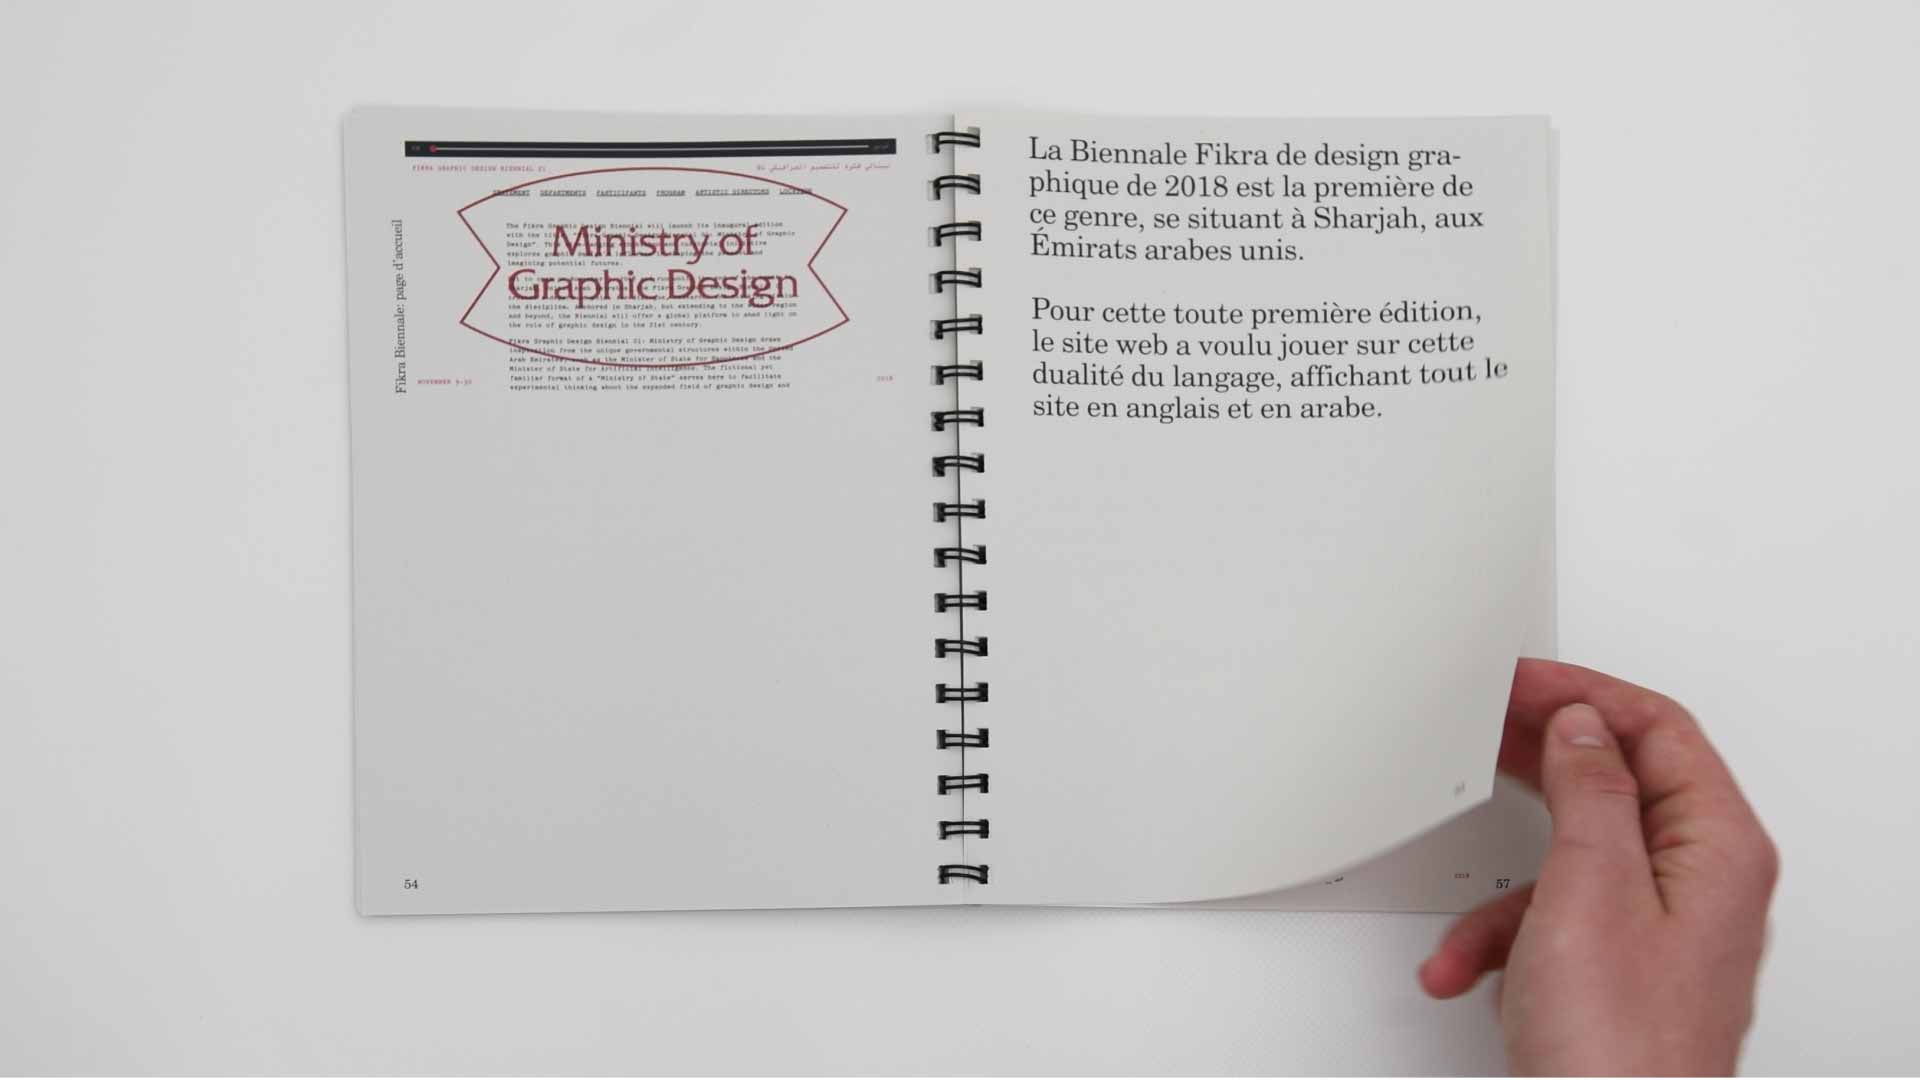 FIKRA GRAPHIC DESIGN BIENNIAL 01
STATEMENT DEPARTMENTS PARTICIPANTS PROGRAM ARTISTIC DIRECTORS LOCATION
Ministry of
Graphic Design
The Fikra Graphic Design Biennial will launch its inaugural edition
with the of Graphic
Design".
explores and
imagining potential futures.
the discipline. Anchored in Sharjah, but extending to the region
and beyond, the Biennial will offer a global platform to shed light on
the role of graphic design in the 21st century.
Fikra Graphic Design Biennial 01: Ministry of Graphic Design draws
inspiration from the unique governmental structures within the United
Arab Emirates, such as the Minister of State for Happiness and the
Minister of State for Artificial Intelligence. The fictional yet
familiar format of a "Ministry of State" serves here to facilitate
experimental thinking about the expanded field of graphic design and
NOVEMBER 9-30
2018
Fikra Biennale: page d'accueil
54
La Biennale Fikra de design gra-
phique de 2018 est la première de
ce genre, se situant à Sharjah, aux
Émirats arabes unis.
Pour cette toute première édition,
le site web a voulu jouer sur cette
dualité du langage, affichant tout le
site en anglais et en arabe.
2018
57